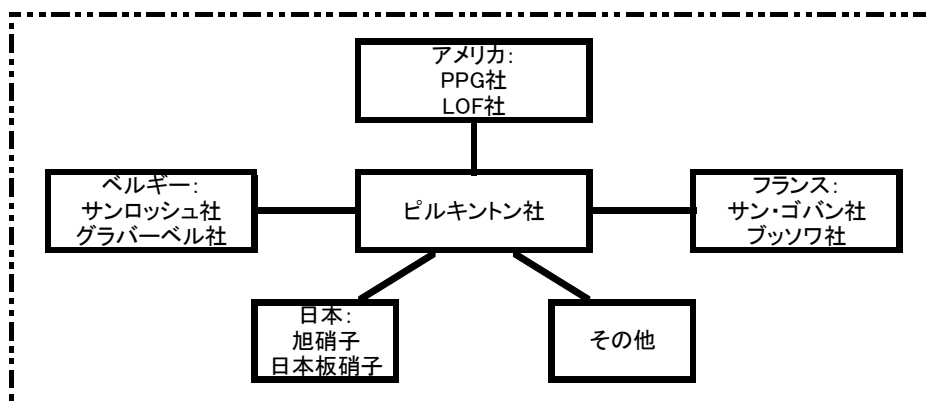 アメリカ:
PPG社
LOF社
ベルギー:
サンロッシュ社
グラバーベル社
ピルキントン社
フランス:
サン・ゴバン社
ブッソワ社
日本:
旭硝子
日本板硝子
その他